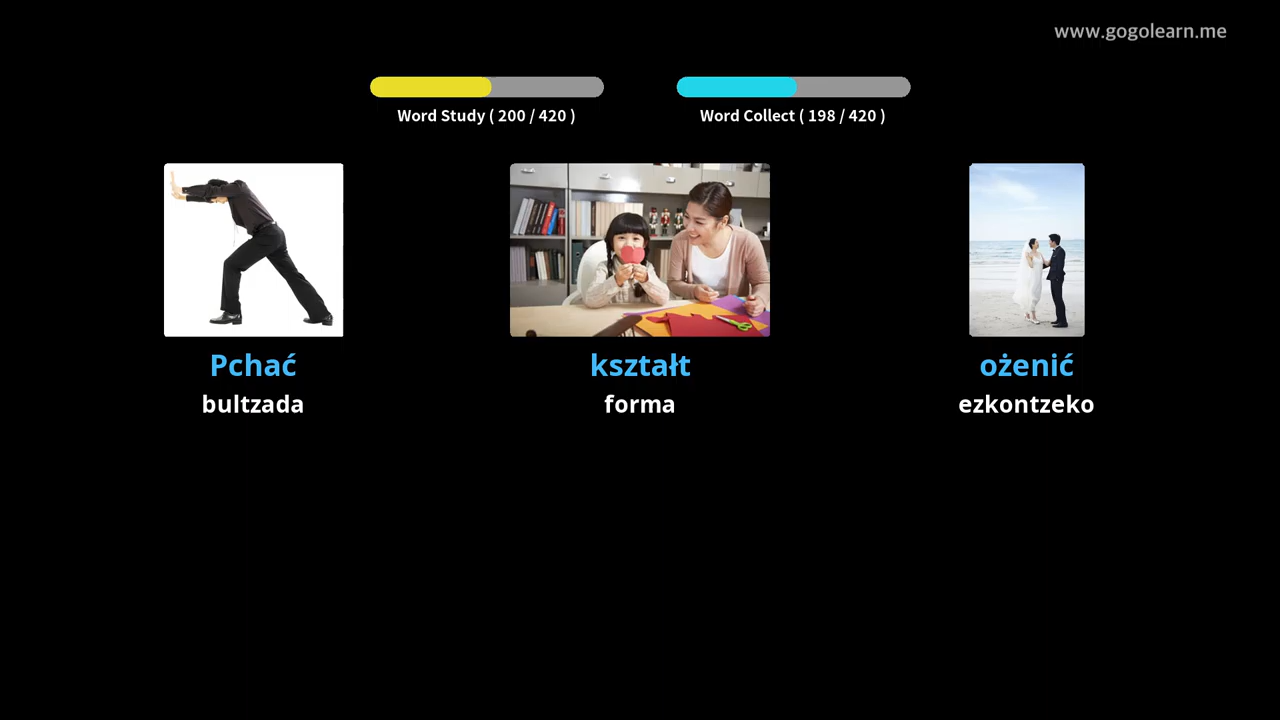 www.gogolearn.me
Word Study ( 200 / 420 )
Word Collect ( 198 / 420 )
Pchać
kształt
ożenić
bultzada
forma
ezkontzeko